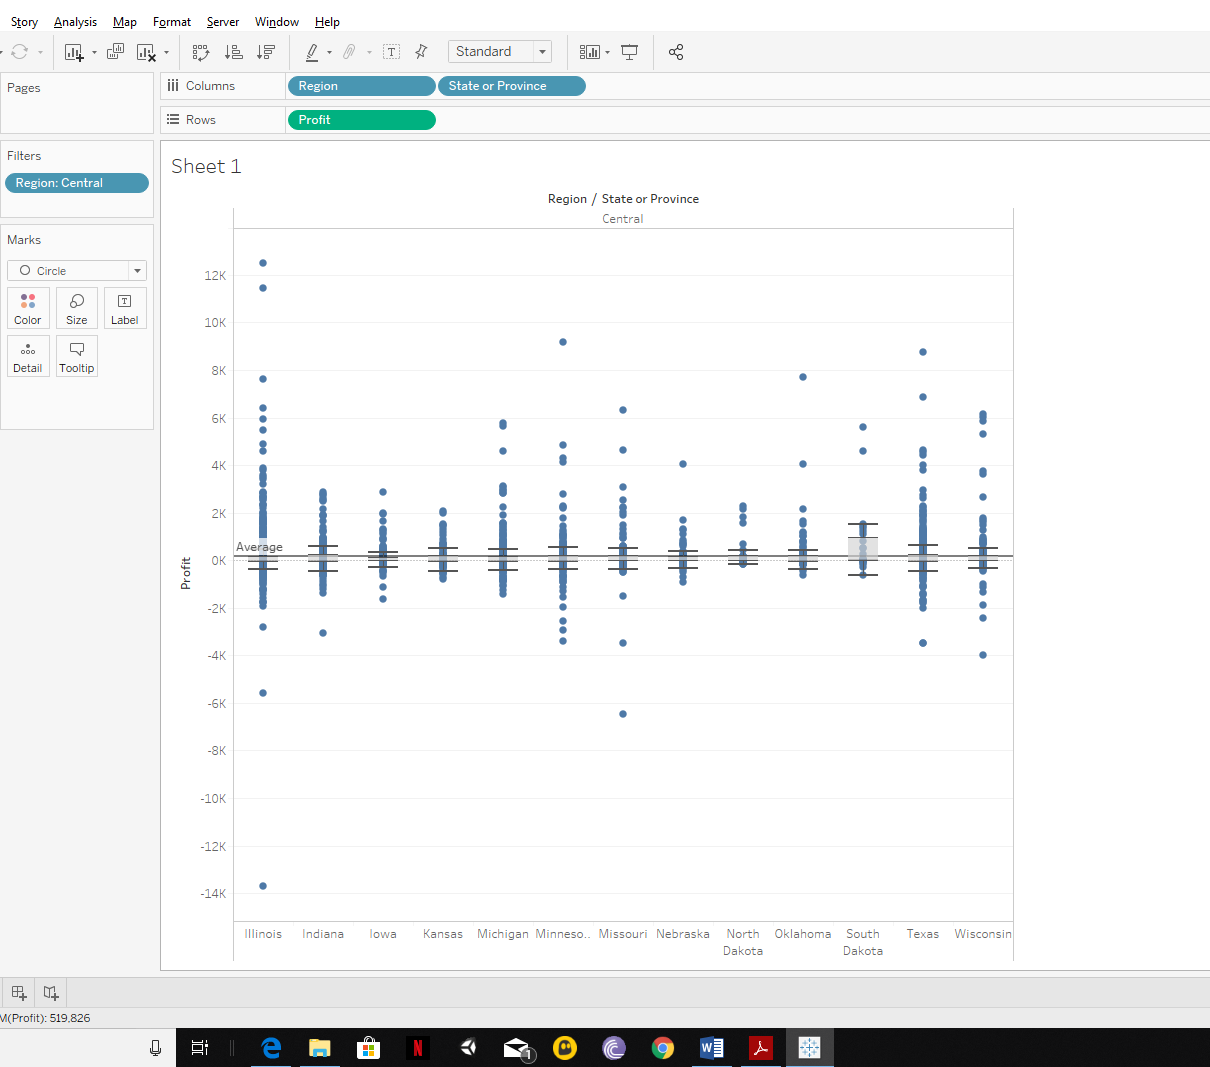 Story Analysis Map Format Server Window Help
Standard
Pages
Columns Region State or Province
Rows Profit
Filters
Region: Central
Marks
Circle
Color Size Label
Detail Tooltip
Sheet 1
Region / State or Province
Central
12K
10K
8K
6K
4K
2K
Average
0K
-2K
-4K
-6K
-8K
-10K
-12K
-14K
Profit
Illinois Indiana Iowa Kansas Michigan Minneso.. Missouri Nebraska North Dakota Oklahoma South Dakota Texas Wisconsin
M(Profit): 519,826
1